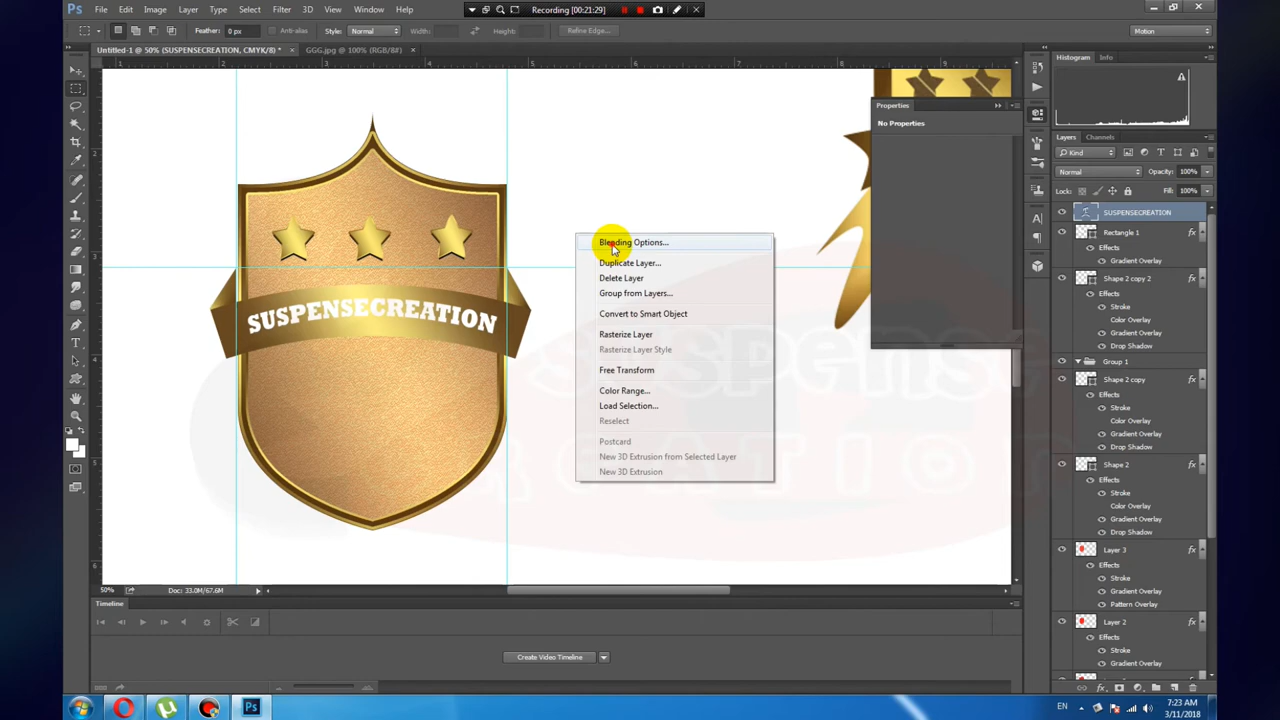 Ps File Edit Image Layer Type Select Filter 3D View Window Help
Recording [00:21:29]
Feather: 0 px Anti-alias Style: Normal Width: Height: Refine Edge... Motion
Untitled-1 @ 50% (SUSPENSECREATION, CMYK/8) * × GGG.jpg @ 100% (RGB/8#) ×
Histogram Info
Properties
No Properties
Layers Channels
Kind
Normal Opacity: 100%
Lock: Fill: 100%
SUSPENSECREATION
Rectangle 1
Effects
Gradient Overlay
Shape 2 copy 2
Effects
Stroke
Color Overlay
Gradient Overlay
Drop Shadow
Group 1
Shape 2 copy
Effects
Stroke
Color Overlay
Gradient Overlay
Drop Shadow
Shape 2
Effects
Stroke
Color Overlay
Gradient Overlay
Drop Shadow
Layer 3
Effects
Stroke
Gradient Overlay
Pattern Overlay
Layer 2
Effects
Stroke
Gradient Overlay
Blending Options...
Duplicate Layer...
Delete Layer
Group from Layers...
Convert to Smart Object
Rasterize Layer
Rasterize Layer Style
Free Transform
Color Range...
Load Selection...
Reselect
Postcard
New 3D Extrusion from Selected Layer
New 3D Extrusion
SUSPENSECREATION
Suspense
CREATION
50% Doc: 33.0M/67.6M
Timeline
Create Video Timeline
EN 7:23 AM
3/11/2018